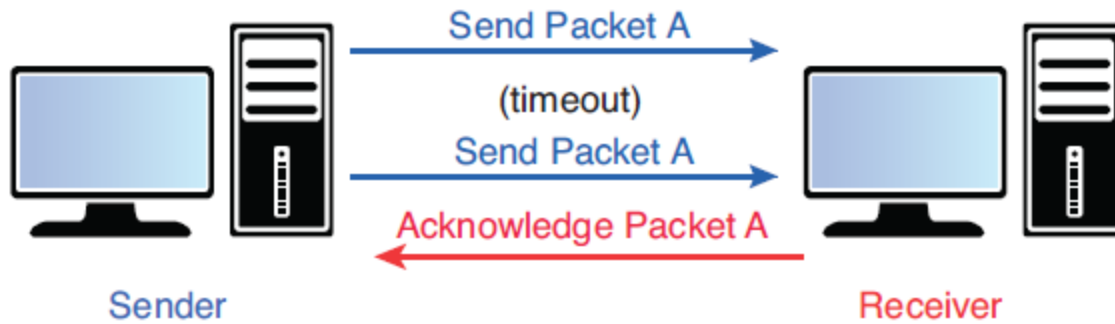 Send Packet A
(timeout)
Send Packet A
Acknowledge Packet A
Sender
Receiver